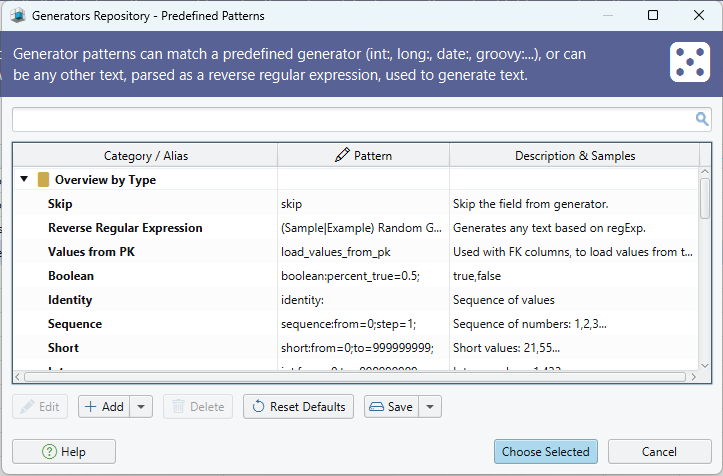 Generators Repository - Predefined Patterns
Generator patterns can match a predefined generator (int:, long:, date:, groovy:...), or can
be any other text, parsed as a reverse regular expression, used to generate text.
Category / Alias Pattern Description & Samples
Overview by Type
Skip skip Skip the field from generator.
Reverse Regular Expression (Sample|Example) Random G... Generates any text based on regExp.
Values from PK load_values_from_pk Used with FK columns, to load values from t...
Boolean boolean:percent_true=0.5; true,false
Identity identity: Sequence of values
Sequence sequence:from=0;step=1; Sequence of numbers: 1,2,3...
Short short:from=0;to=999999999; Short values: 21,55...
Edit Add Delete Reset Defaults Save
Help Choose Selected Cancel